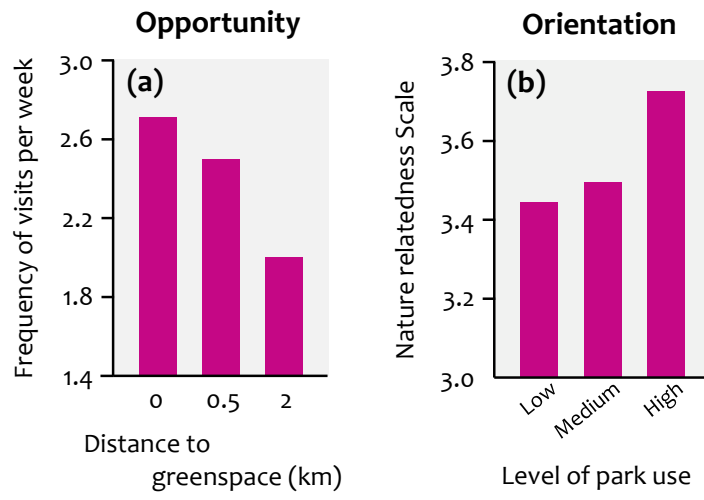 Opportunity
Frequency of visits per week
3.0
2.6
2.2
1.8
1.4
(a)
0 0.5 2
Distance to
greenspace (km)
Orientation
Nature relatedness Scale
3.8
3.6
3.4
3.2
3.0
(b)
Low Medium High
Level of park use